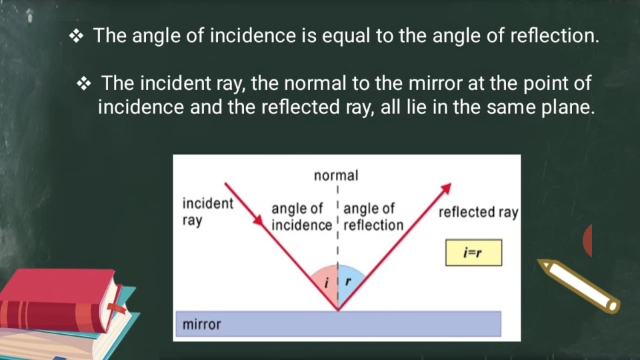 ❖ The angle of incidence is equal to the angle of reflection.
❖ The incident ray, the normal to the mirror at the point of
incidence and the reflected ray, all lie in the same plane.
normal
incident
ray
angle of
incidence
angle of
reflection
reflected ray
i=r
i
r
mirror